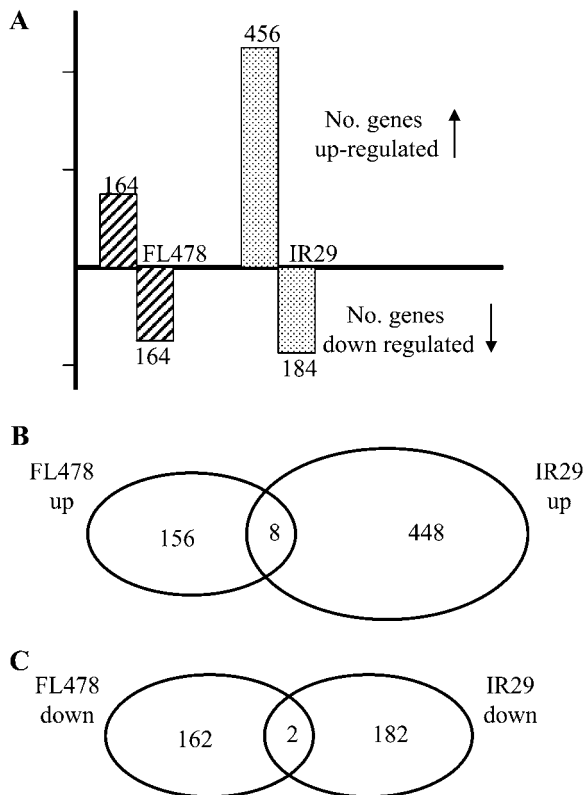 A
456
No. genes
up-regulated
164
FL478
IR29
No. genes
down regulated
164
184
B
FL478
up
IR29
up
156
8
448
C
FL478
down
IR29
down
162
2
182